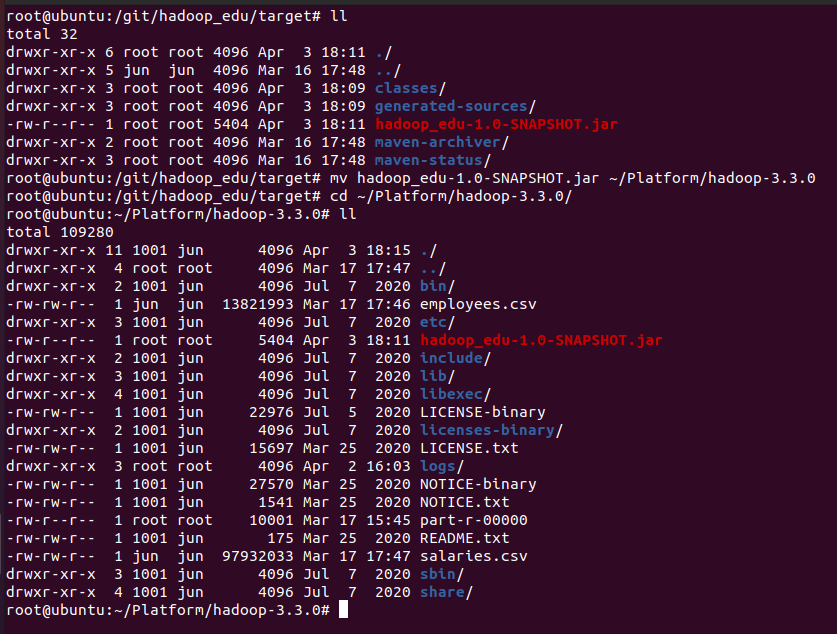 root@ubuntu:/git/hadoop_edu/target# ll
total 32
drwxr-xr-x 6 root root 4096 Apr  3 18:11 ./
drwxr-xr-x 5 jun  jun  4096 Mar 16 17:48 ../
drwxr-xr-x 3 root root 4096 Apr  3 18:09 classes/
drwxr-xr-x 3 root root 4096 Apr  3 18:09 generated-sources/
-rw-r--r-- 1 root root 5404 Apr  3 18:11 hadoop_edu-1.0-SNAPSHOT.jar
drwxr-xr-x 2 root root 4096 Mar 16 17:48 maven-archiver/
drwxr-xr-x 3 root root 4096 Mar 16 17:48 maven-status/
root@ubuntu:/git/hadoop_edu/target# mv hadoop_edu-1.0-SNAPSHOT.jar ~/Platform/hadoop-3.3.0
root@ubuntu:/git/hadoop_edu/target# cd ~/Platform/hadoop-3.3.0/
root@ubuntu:~/Platform/hadoop-3.3.0# ll
total 109280
drwxr-xr-x 11 1001 jun      4096 Apr  3 18:15 ./
drwxr-xr-x  4 root root     4096 Mar 17 17:47 ../
drwxr-xr-x  2 1001 jun      4096 Jul  7  2020 bin/
-rw-rw-r--  1 jun  jun  13821993 Mar 17 17:46 employees.csv
drwxr-xr-x  3 1001 jun      4096 Jul  7  2020 etc/
-rw-r--r--  1 root root     5404 Apr  3 18:11 hadoop_edu-1.0-SNAPSHOT.jar
drwxr-xr-x  2 1001 jun      4096 Jul  7  2020 include/
drwxr-xr-x  3 1001 jun      4096 Jul  7  2020 lib/
drwxr-xr-x  4 1001 jun      4096 Jul  7  2020 libexec/
-rw-rw-r--  1 1001 jun     22976 Jul  5  2020 LICENSE-binary
drwxr-xr-x  2 1001 jun      4096 Jul  7  2020 licenses-binary/
-rw-rw-r--  1 1001 jun     15697 Mar 25  2020 LICENSE.txt
drwxr-xr-x  3 root root     4096 Apr  2 16:03 logs/
-rw-rw-r--  1 1001 jun     27570 Mar 25  2020 NOTICE-binary
-rw-rw-r--  1 1001 jun      1541 Mar 25  2020 NOTICE.txt
-rw-r--r--  1 root root    10001 Mar 17 15:45 part-r-00000
-rw-rw-r--  1 1001 jun       175 Mar 25  2020 README.txt
-rw-rw-r--  1 jun  jun  97932033 Mar 17 17:47 salaries.csv
drwxr-xr-x  3 1001 jun      4096 Jul  7  2020 sbin/
drwxr-xr-x  4 1001 jun      4096 Jul  7  2020 share/
root@ubuntu:~/Platform/hadoop-3.3.0#